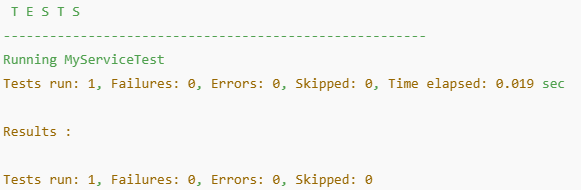 T E S T S
-------------------------------------------------------
Running MyServiceTest
Tests run: 1, Failures: 0, Errors: 0, Skipped: 0, Time elapsed: 0.019 sec
Results :
Tests run: 1, Failures: 0, Errors: 0, Skipped: 0